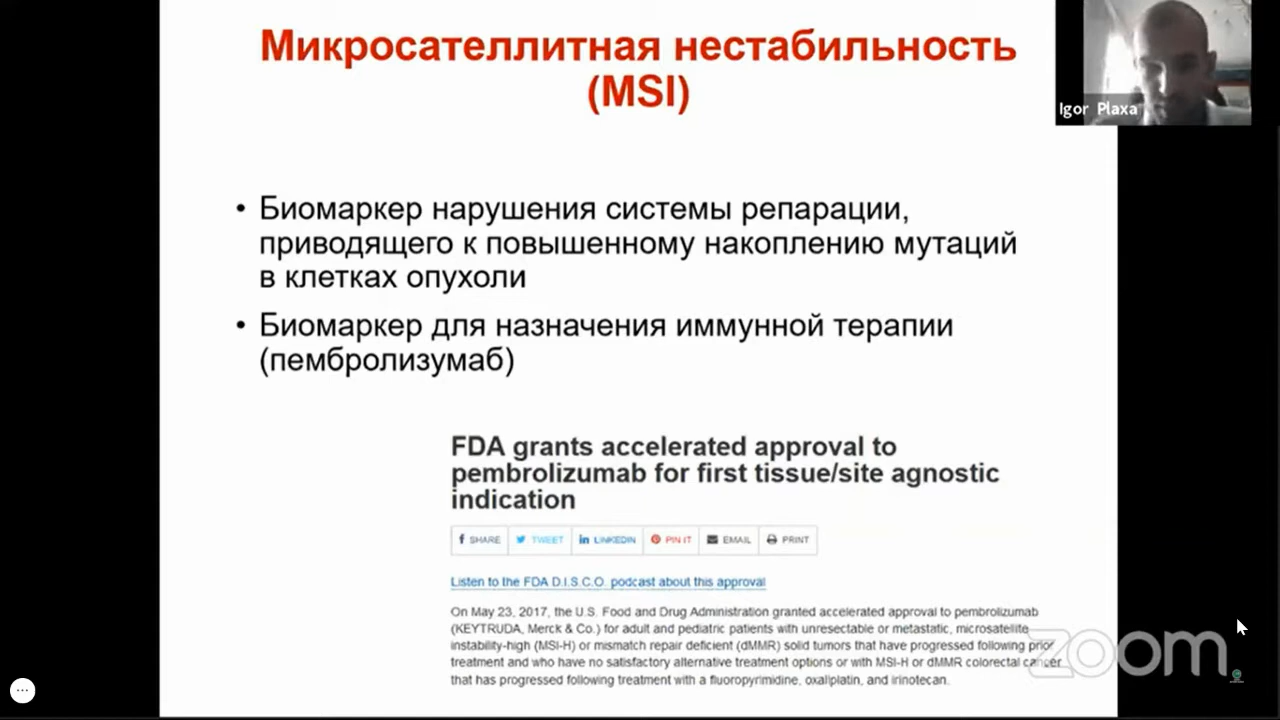 Микросателлитная нестабильность
(MSI)
Igor Plaxa
• Биомаркер нарушения системы репарации,
приводящего к повышенному накоплению мутаций
в клетках опухоли
• Биомаркер для назначения иммунной терапии
(пембролизумаб)
FDA grants accelerated approval to
pembrolizumab for first tissue/site agnostic
indication
SHARE TWEET LINKEDIN PIN IT EMAIL PRINT
Listen to the FDA D.I.S.C.O. podcast about this approval
On May 23, 2017, the U.S. Food and Drug Administration granted accelerated approval to pembrolizumab
(KEYTRUDA, Merck & Co.) for adult and pediatric patients with unresectable or metastatic, microsatellite
instability-high (MSI-H) or mismatch repair deficient (dMMR) solid tumors that have progressed following prior
treatment and who have no satisfactory alternative treatment options or with MSI-H or dMMR colorectal cancer
that has progressed following treatment with a fluoropyrimidine, oxaliplatin, and irinotecan.
zoom